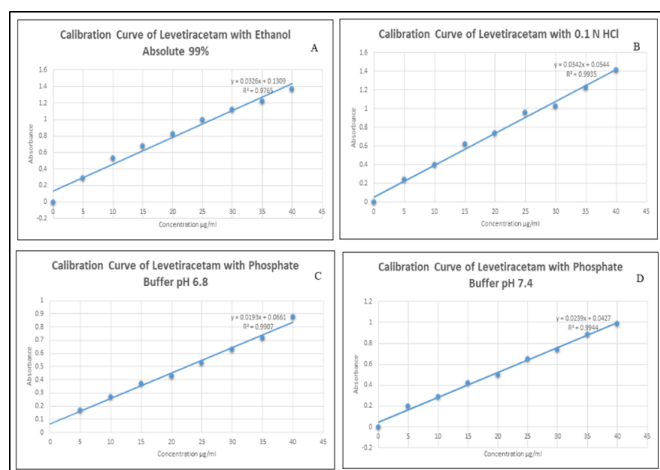 Calibration Curve of Levetiracetam with Ethanol
Absolute 99%
A
y = 0.0326x + 0.1309
R² = 0.9765
1.6
1.4
1.2
1
0.8
0.6
0.4
0.2
0
-0.2
Absorbance
0 5 10 15 20 25 30 35 40 45
Concentration µg/ml
Calibration Curve of Levetiracetam with 0.1 N HCl
B
y = 0.0342x + 0.0544
R² = 0.9935
1.6
1.4
1.2
1
0.8
0.6
0.4
0.2
0
Absorbance
0 5 10 15 20 25 30 35 40 45
Concentration µg/ml
Calibration Curve of Levetiracetam with Phosphate
Buffer pH 6.8
C
y = 0.0193x + 0.0661
R² = 0.9907
1
0.9
0.8
0.7
0.6
0.5
0.4
0.3
0.2
0.1
0
Absorbance
0 5 10 15 20 25 30 35 40 45
Concentration µg/ml
Calibration Curve of Levetiracetam with Phosphate
Buffer pH 7.4
D
y = 0.0239x + 0.0427
R² = 0.9944
1.2
1
0.8
0.6
0.4
0.2
0
Absorbance
0 5 10 15 20 25 30 35 40 45
Concentration µg/ml